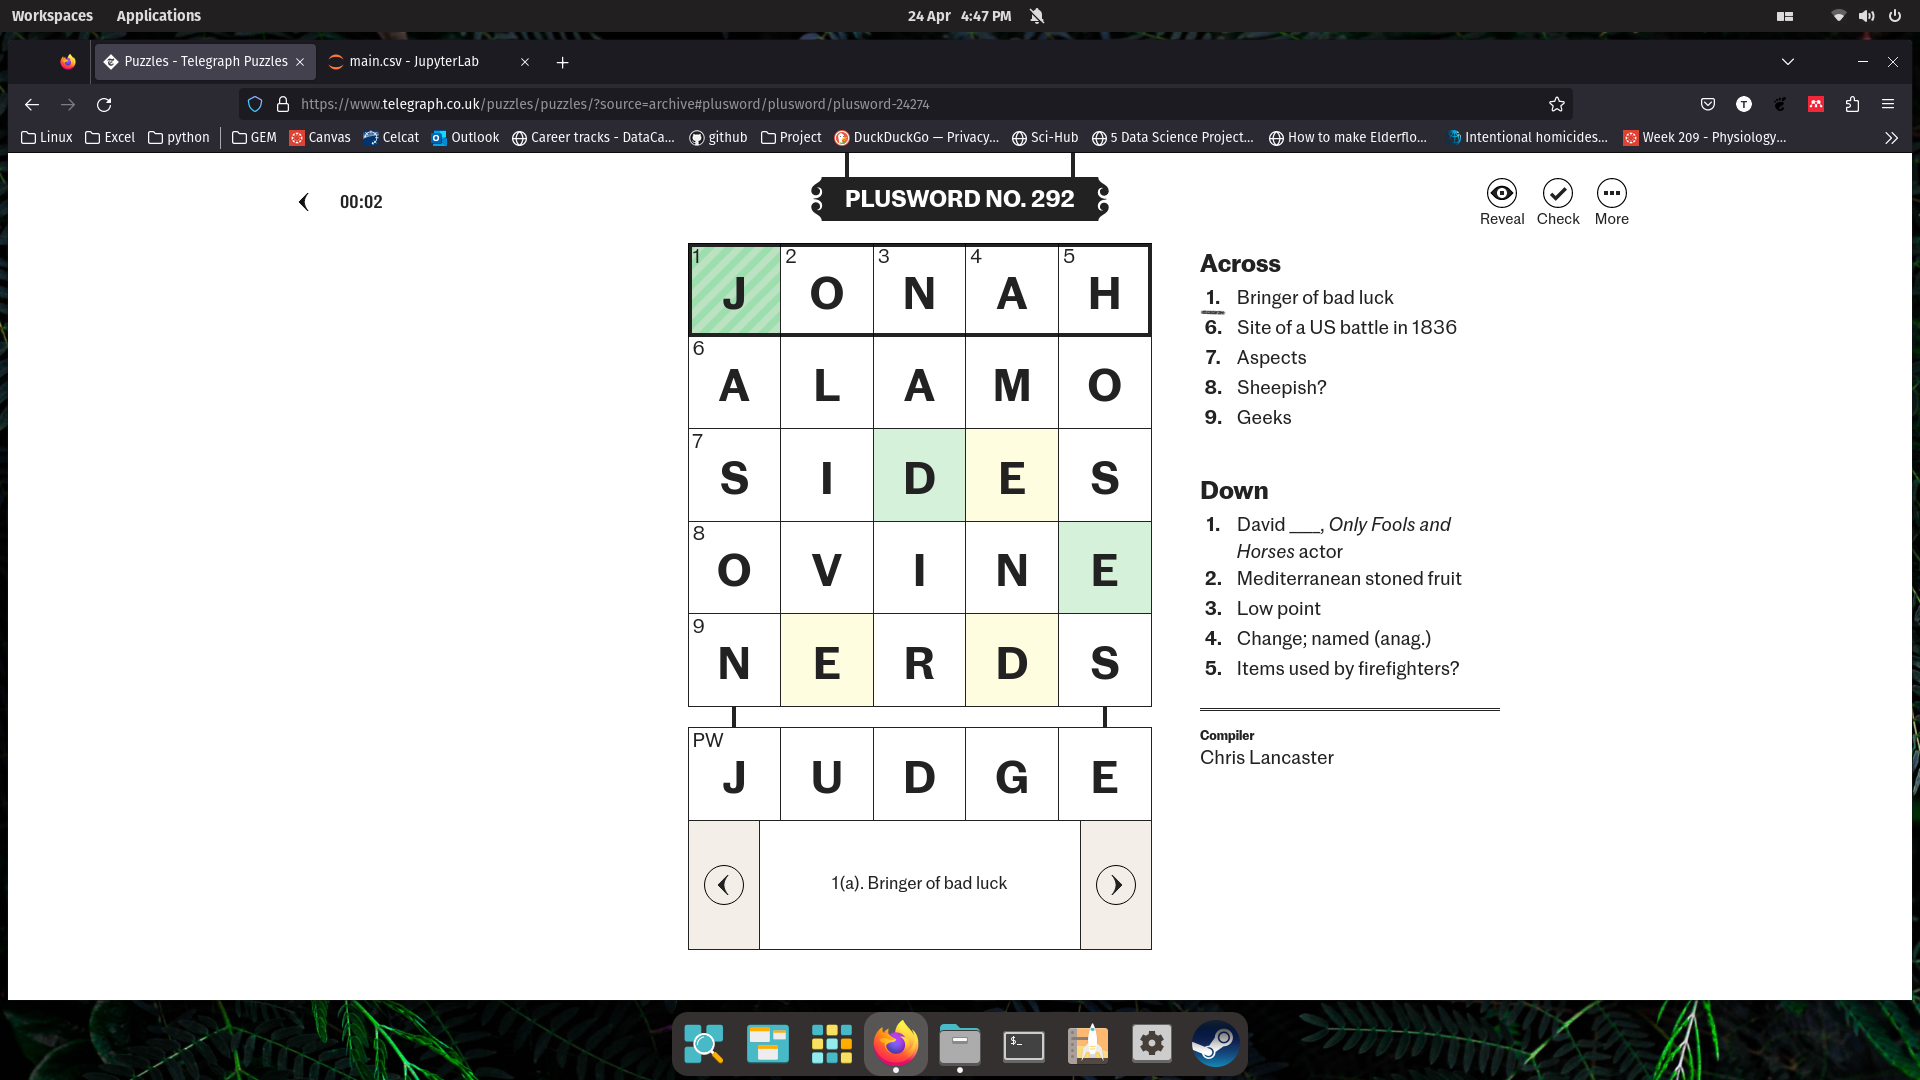 Workspaces Applications 24 Apr 4:47 PM
Puzzles - Telegraph Puzzles main.csv - JupyterLab
https://www.telegraph.co.uk/puzzles/puzzles/?source=archive#plusword/plusword/plusword-24274
Linux Excel python GEM Canvas Celcat Outlook Career tracks - DataCa... github Project DuckDuckGo — Privacy... Sci-Hub 5 Data Science Project... How to make Elderflo... Intentional homicides... Week 209 - Physiology...
00:02
PLUSWORD NO. 292
Reveal Check More
1 J 2 O 3 N 4 A 5 H
6 A L A M O
7 S I D E S
8 O V I N E
9 N E R D S
PW J U D G E
1(a). Bringer of bad luck
Across
1. Bringer of bad luck
6. Site of a US battle in 1836
7. Aspects
8. Sheepish?
9. Geeks
Down
1. David ___, Only Fools and
Horses actor
2. Mediterranean stoned fruit
3. Low point
4. Change; named (anag.)
5. Items used by firefighters?
Compiler
Chris Lancaster